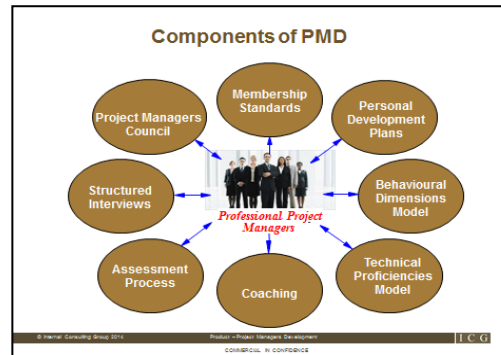 Components of PMD
Membership
Standards
Project Managers
Council
Personal
Development
Plans
Structured
Interviews
Behavioural
Dimensions
Model
Professional Project
Managers
Assessment
Process
Coaching
Technical
Proficiencies
Model
© Internal Consulting Group 2014
Product – Project Managers Development
I C G
COMMERCIAL IN CONFIDENCE